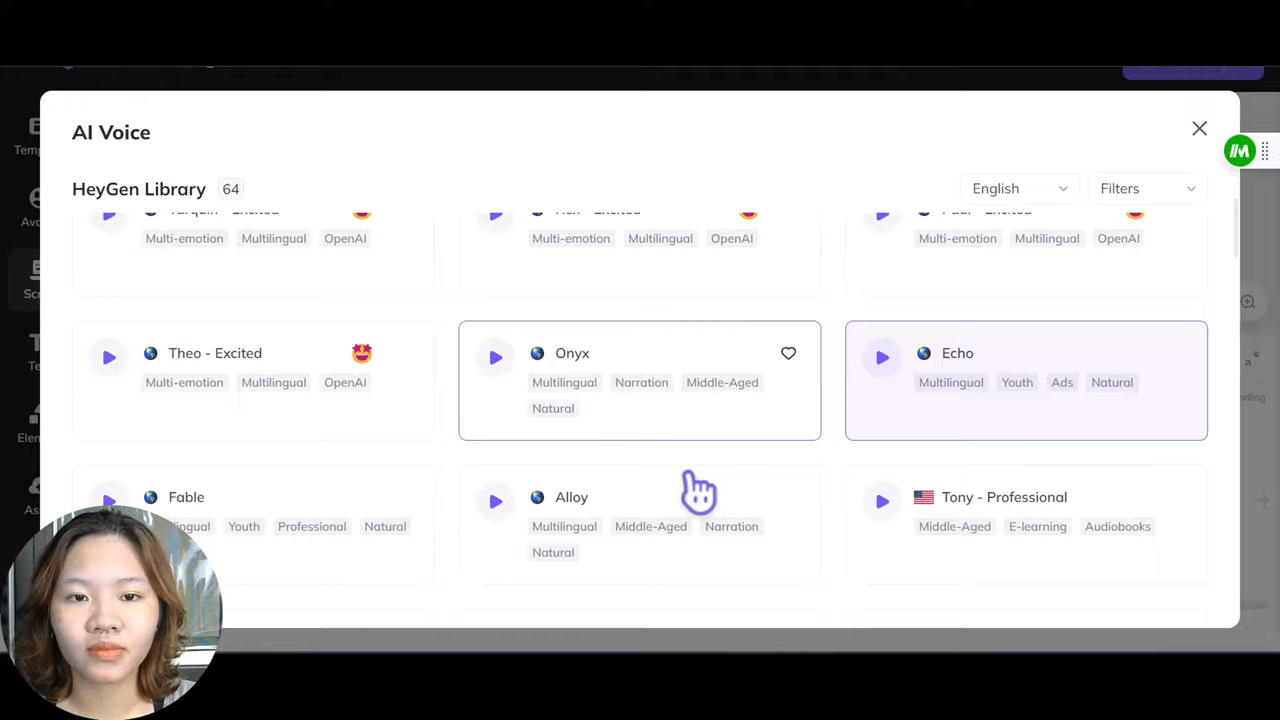 AI Voice
HeyGen Library 64 English Filters
Multi-emotion Multilingual OpenAI
Multi-emotion Multilingual OpenAI
Multi-emotion Multilingual OpenAI
Theo - Excited
Multi-emotion Multilingual OpenAI
Onyx
Multilingual Narration Middle-Aged
Natural
Echo
Multilingual Youth Ads Natural
Fable
Youth Professional Natural
Alloy
Multilingual Middle-Aged Narration
Natural
Tony - Professional
Middle-Aged E-learning Audiobooks